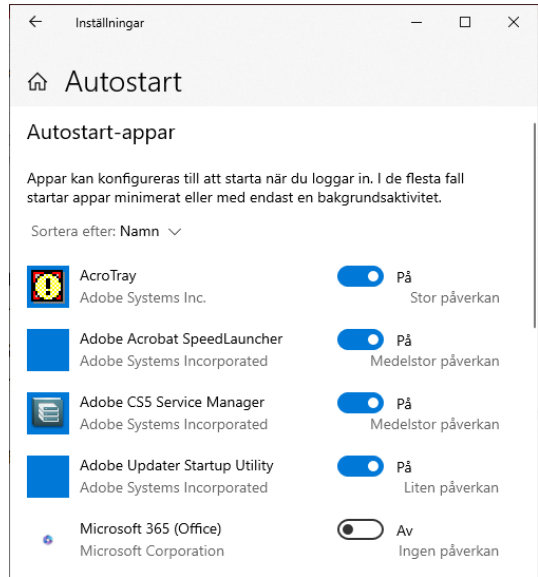 Inställningar
Autostart
Autostart-appar
Appar kan konfigureras till att starta när du loggar in. I de flesta fall
startar appar minimerat eller med endast en bakgrundsaktivitet.
Sortera efter: Namn
AcroTray
På
Adobe Systems Inc.
Stor påverkan
Adobe Acrobat SpeedLauncher
På
Adobe Systems Incorporated
Medelstor påverkan
Adobe CS5 Service Manager
På
Adobe Systems Incorporated
Medelstor påverkan
Adobe Updater Startup Utility
På
Adobe Systems Incorporated
Liten påverkan
Microsoft 365 (Office)
Av
Microsoft Corporation
Ingen påverkan